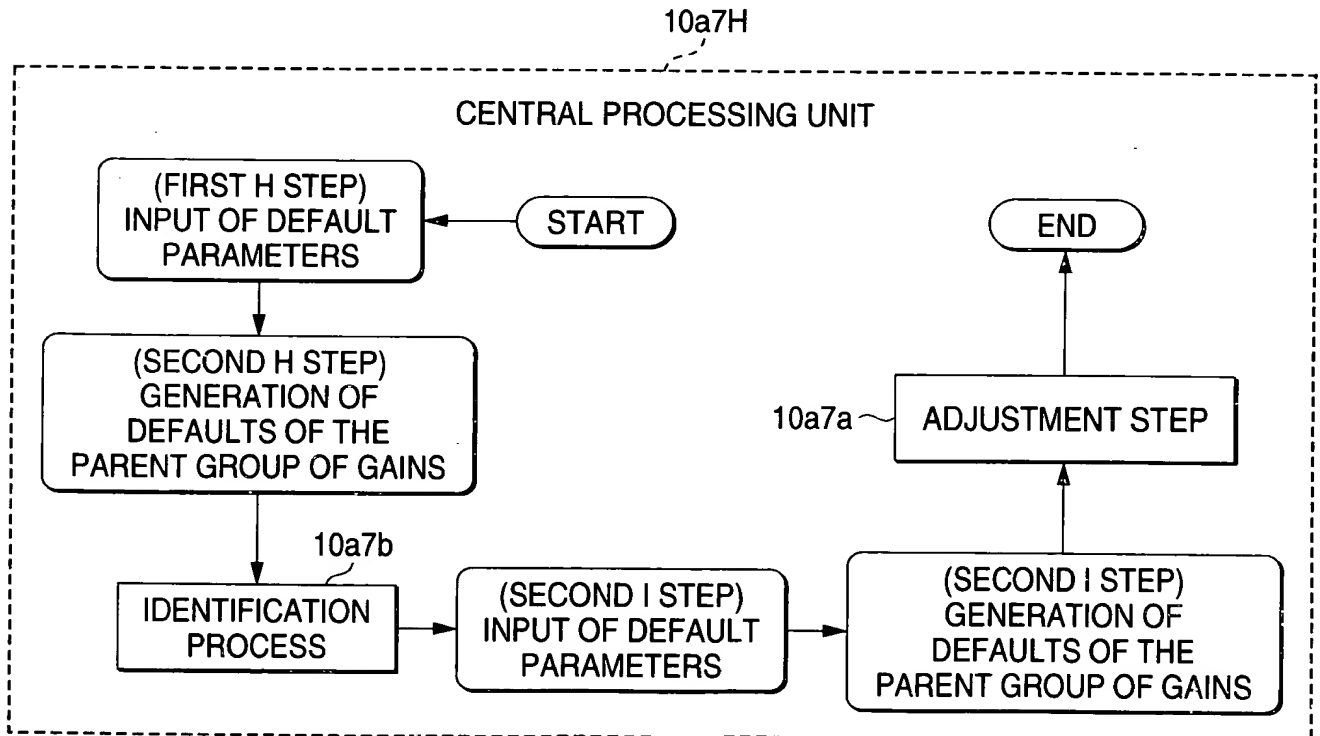 10a7H
CENTRAL PROCESSING UNIT
(FIRST H STEP)
INPUT OF DEFAULT
PARAMETERS
START
END
(SECOND H STEP)
GENERATION OF
DEFAULTS OF THE
PARENT GROUP OF GAINS
10a7a
ADJUSTMENT STEP
10a7b
IDENTIFICATION
PROCESS
(SECOND I STEP)
INPUT OF DEFAULT
PARAMETERS
(SECOND I STEP)
GENERATION OF
DEFAULTS OF THE
PARENT GROUP OF GAINS